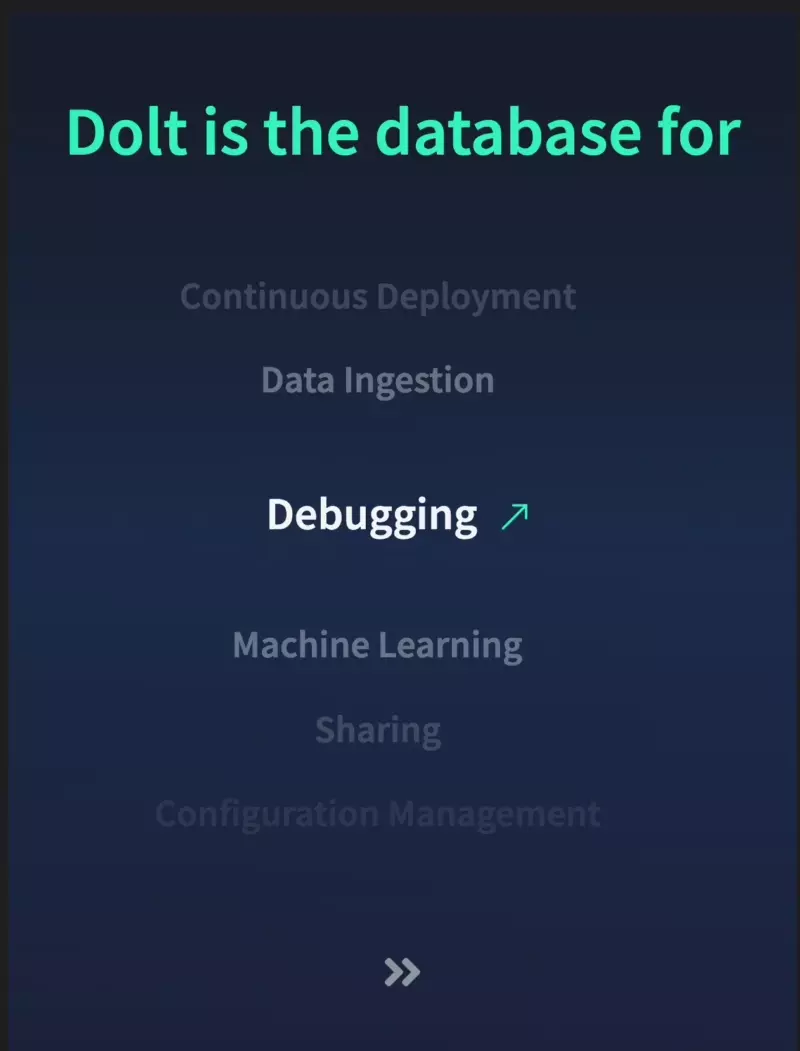 Dolt is the database for
Continuous Deployment
Data Ingestion
Debugging
Machine Learning
Sharing
Configuration Management